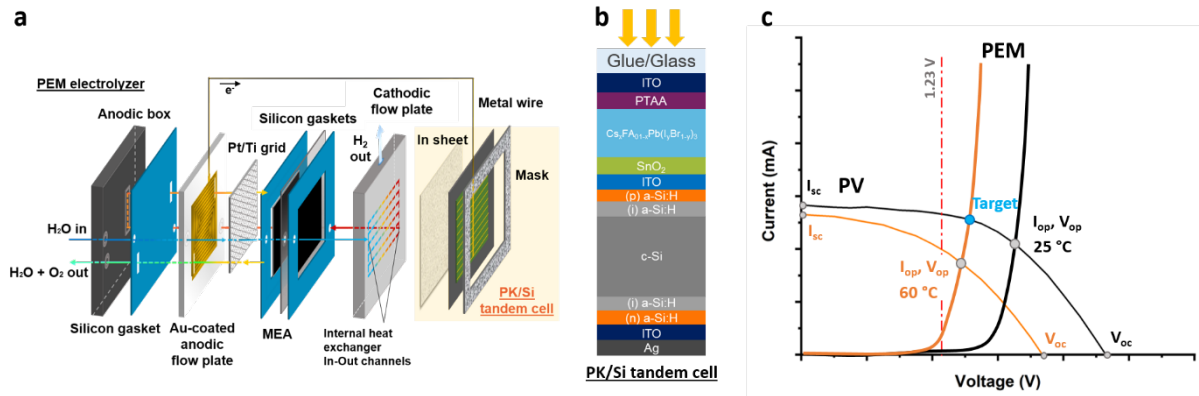 a
PEM electrolyzer
e-
Cathodic
flow plate
Metal wire
Anodic box
Silicon gaskets
H2
out
In sheet
Pt/Ti grid
Mask
H2O in
H2O + O2 out
PK/Si
tandem cell
Silicon gasket
Au-coated
anodic
flow plate
MEA
Internal heat
exchanger
In-Out channels
b
Glue/Glass
ITO
PTAA
CsxFA01-xPb(IyBr1-y)3
SnO2
ITO
(p) a-Si:H
(i) a-Si:H
c-Si
(i) a-Si:H
(n) a-Si:H
ITO
Ag
PK/Si tandem cell
c
Current (mA)
1.23 V
PEM
Isc
PV
Isc
Target
Iop, Vop
25 °C
Iop, Vop
60 °C
Voc
Voc
Voltage (V)